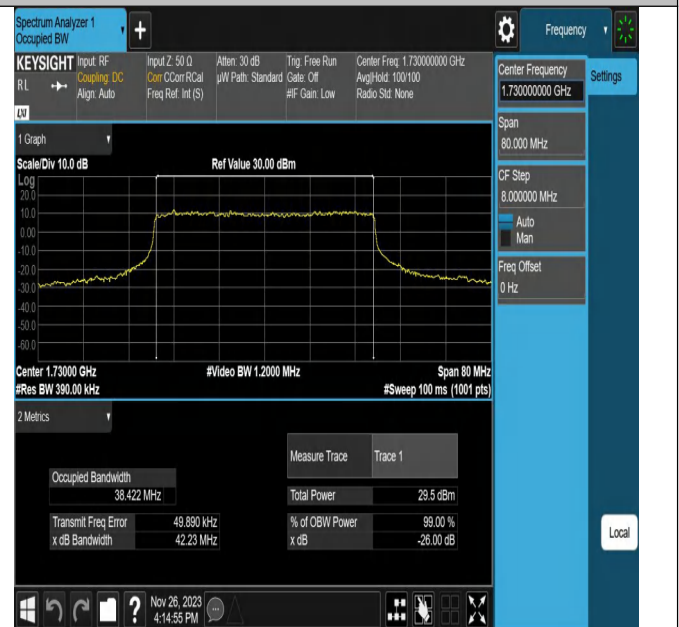 Spectrum Analyzer 1
Occupied BW
Frequency
KEYSIGHT
RL
LXI
Input: RF
Coupling: DC
Align: Auto
Input Z: 50 Ω
Corr CCorr RCal
Freq Ref: Int (S)
Atten: 30 dB
µW Path: Standard
Trig: Free Run
Gate: Off
#IF Gain: Low
Center Freq: 1.730000000 GHz
Avg|Hold: 100/100
Radio Std: None
Center Frequency
1.730000000 GHz
Settings
Span
80.000 MHz
CF Step
8.000000 MHz
Auto
Man
Freq Offset
0 Hz
1 Graph
Scale/Div 10.0 dB
Ref Value 30.00 dBm
Log
20.0
10.0
0.00
-10.0
-20.0
-30.0
-40.0
-50.0
-60.0
Center 1.73000 GHz
#Video BW 1.2000 MHz
Span 80 MHz
#Res BW 390.00 kHz
#Sweep 100 ms (1001 pts)
2 Metrics
Occupied Bandwidth
38.422 MHz
Transmit Freq Error 49.890 kHz
x dB Bandwidth 42.23 MHz
Measure Trace Trace 1
Total Power 29.5 dBm
% of OBW Power 99.00 %
x dB -26.00 dB
Local
?
Nov 26, 2023
4:14:55 PM